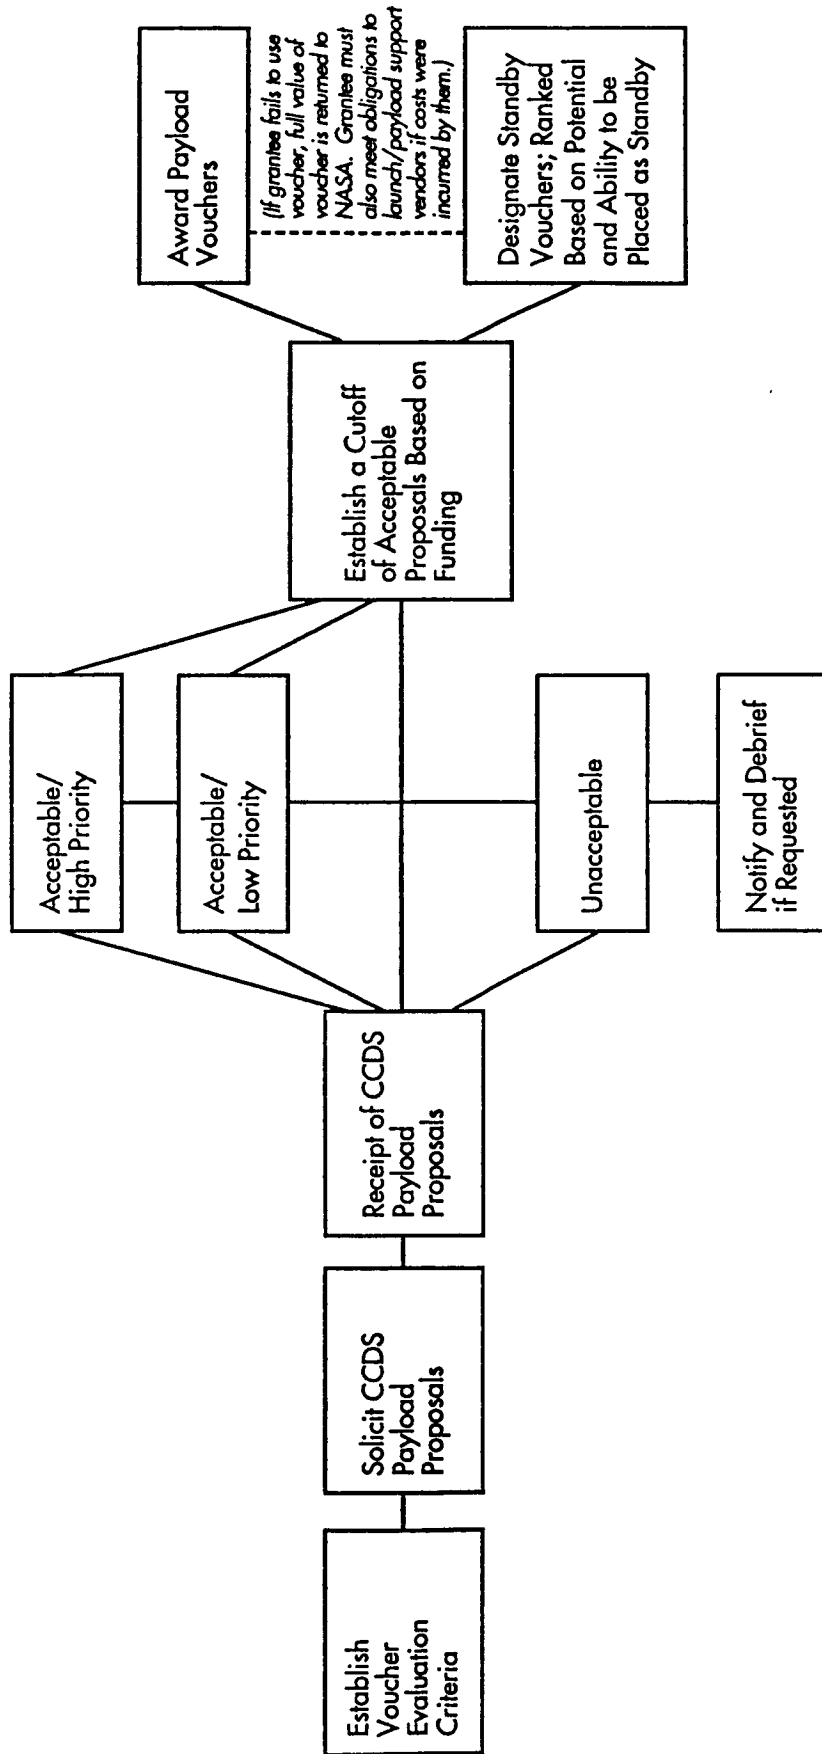 Establish
Voucher
Evaluation
Criteria
Solicit CCDS
Payload
Proposals
Receipt of CCDS
Payload
Proposals
Acceptable/
High Priority
Acceptable/
Low Priority
Unacceptable
Notify and Debrief
if Requested
Establish a Cutoff
of Acceptable
Proposals Based on
Funding
Award Payload
Vouchers
(If grantee fails to use
voucher, full value of
voucher is returned to
NASA. Grantee must
also meet obligations to
launch/payload support
vendors if costs were
incurred by them.)
Designate Standby
Vouchers; Ranked
Based on Potential
and Ability to be
Placed as Standby